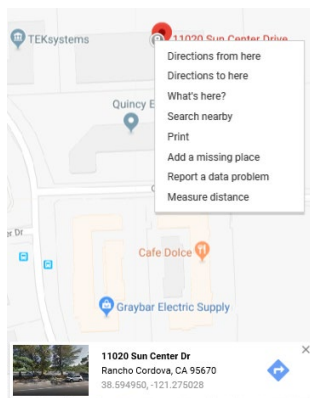 TEKsystems
11020 Sun Center Drive
Directions from here
Directions to here
What's here?
Search nearby
Print
Add a missing place
Report a data problem
Measure distance
Quincy E
Cafe Dolce
Graybar Electric Supply
11020 Sun Center Dr
Rancho Cordova, CA 95670
38.594950, -121.275028